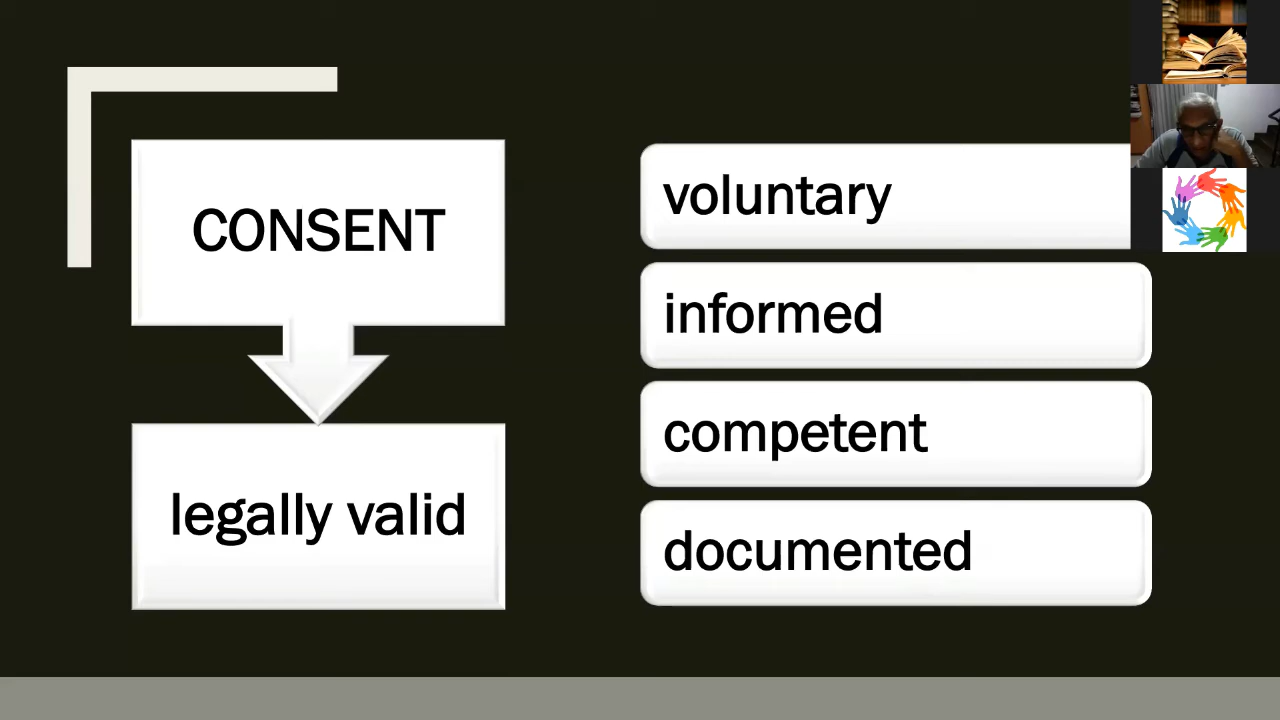 CONSENT
legally valid
voluntary
informed
competent
documented